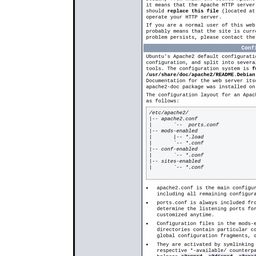 it means that the Apache HTTP server
should replace this file (located at
operate your HTTP server.
If you are a normal user of this web
probably means that the site is curre
problem persists, please contact the
Confi
Ubuntu's Apache2 default configuratio
configuration, and split into several
tools. The configuration system is f
/usr/share/doc/apache2/README.Debian
Documentation for the web server itse
apache2-doc package was installed on
The configuration layout for an Apach
as follows:
/etc/apache2/
|-- apache2.conf
|       `--  ports.conf
|-- mods-enabled
|       |-- *.load
|       `-- *.conf
|-- conf-enabled
|       `-- *.conf
|-- sites-enabled
|       `-- *.conf
• apache2.conf is the main configu
including all remaining configura
• ports.conf is always included fro
determine the listening ports for
customized anytime.
• Configuration files in the mods-e
directories contain particular co
global configuration fragments, o
• They are activated by symlinking
respective *-available/ counterpa